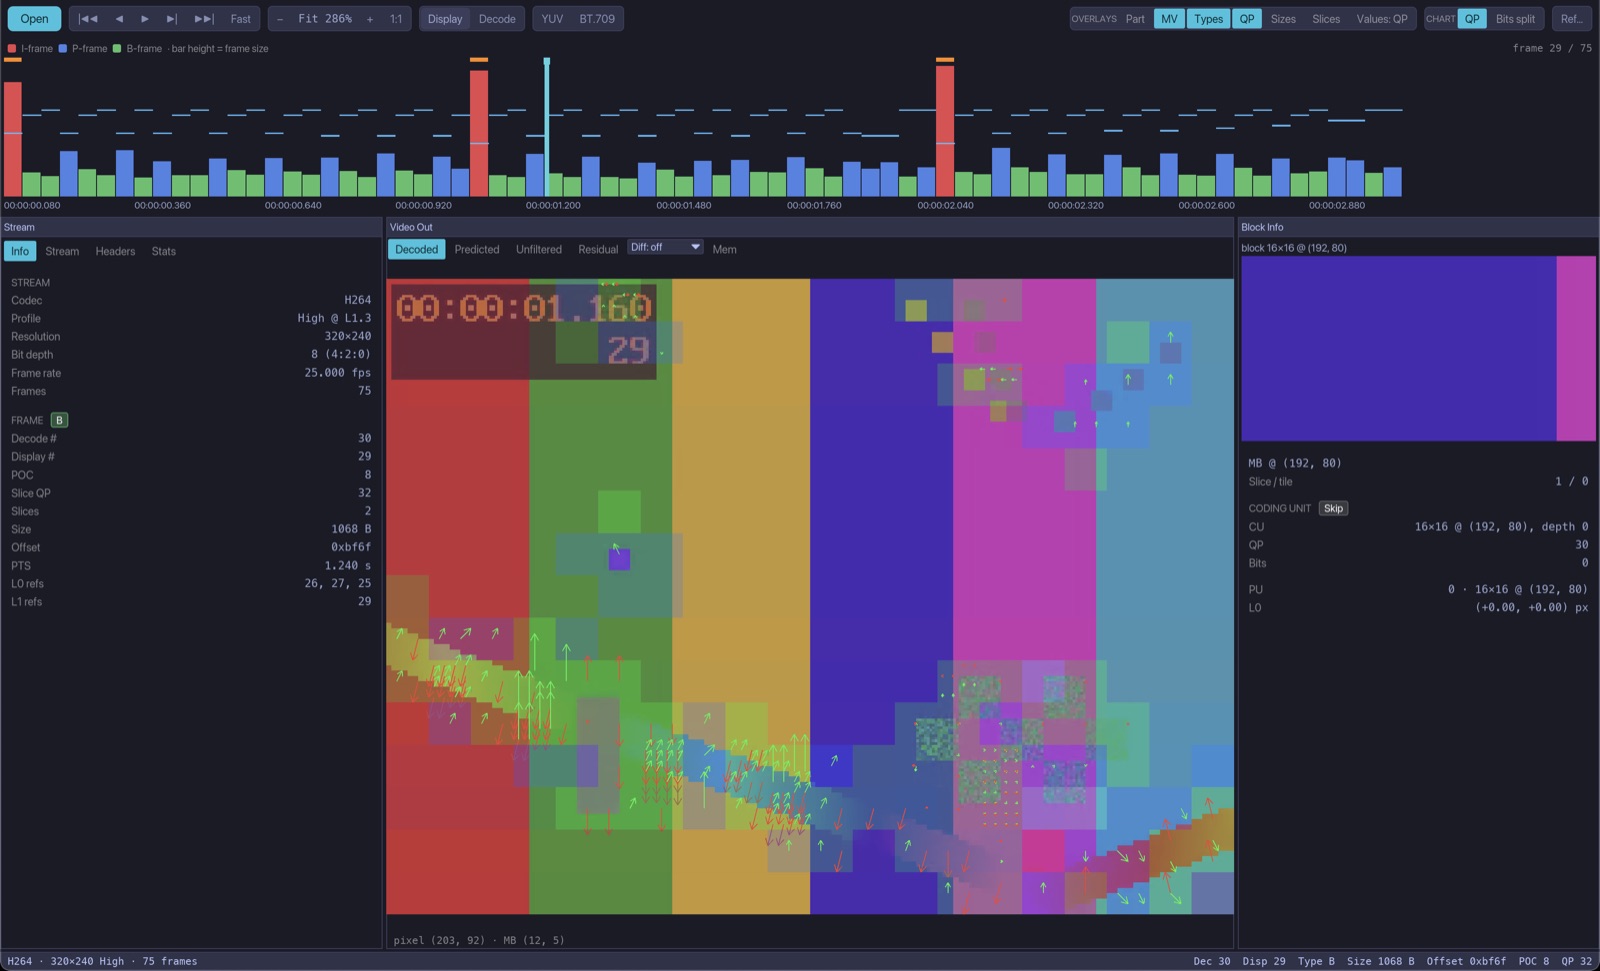 Open |◀◀ ◀ ▶ ▶| ▶▶| Fast − Fit 286% + 1:1 Display Decode YUV BT.709 OVERLAYS Part MV Types QP Sizes Slices Values: QP CHART QP Bits split Ref...
I-frame P-frame B-frame · bar height = frame size frame 29 / 75
00:00:00.080 00:00:00.360 00:00:00.640 00:00:00.920 00:00:01.200 00:00:01.480 00:00:01.760 00:00:02.040 00:00:02.320 00:00:02.600 00:00:02.880
Stream
Info Stream Headers Stats
STREAM
Codec H264
Profile High @ L1.3
Resolution 320×240
Bit depth 8 (4:2:0)
Frame rate 25.000 fps
Frames 75
FRAME B
Decode # 30
Display # 29
POC 8
Slice QP 32
Slices 2
Size 1068 B
Offset 0xbf6f
PTS 1.240 s
L0 refs 26, 27, 25
L1 refs 29
Video Out
Decoded Predicted Unfiltered Residual Diff: off Mem
00:00:01.160
29
pixel (203, 92) · MB (12, 5)
Block Info
block 16×16 @ (192, 80)
MB @ (192, 80)
Slice / tile 1 / 0
CODING UNIT Skip
CU 16×16 @ (192, 80), depth 0
QP 30
Bits 0
PU 0 · 16×16 @ (192, 80)
L0 (+0.00, +0.00) px
H264 · 320×240 High · 75 frames Dec 30 Disp 29 Type B Size 1068 B Offset 0xbf6f POC 8 QP 32